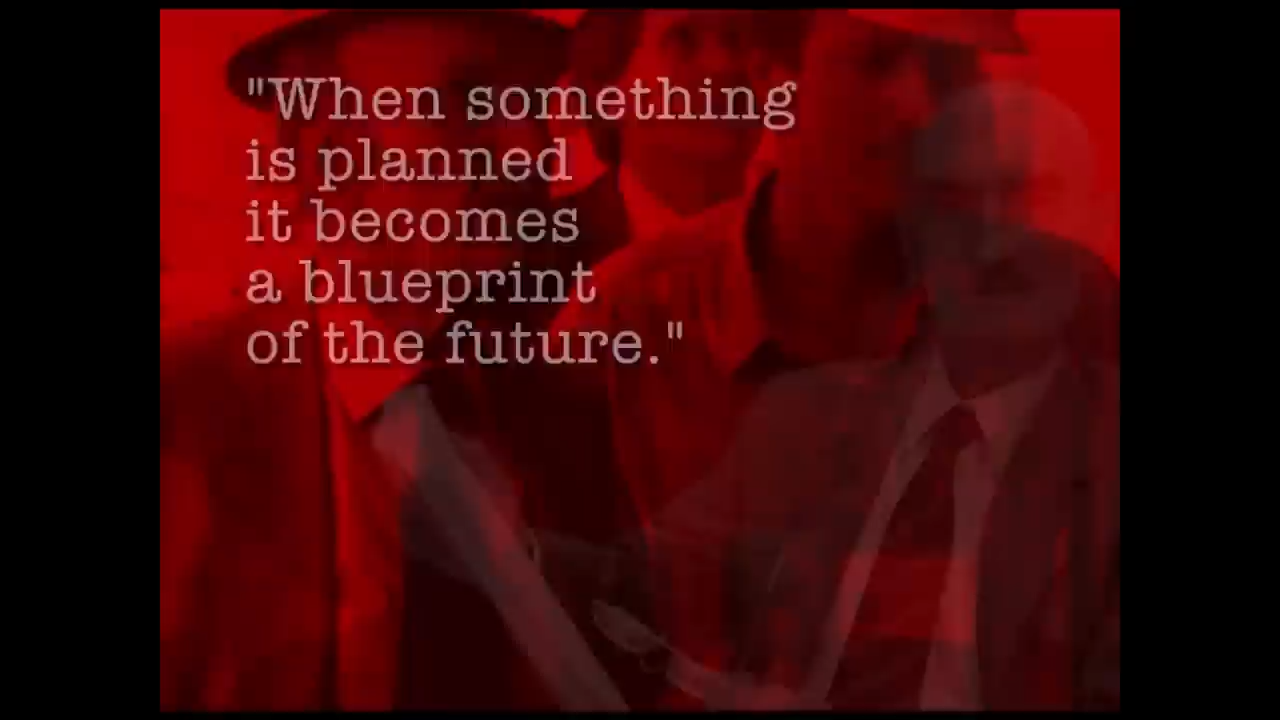 "When something
is planned
it becomes
a blueprint
of the future."